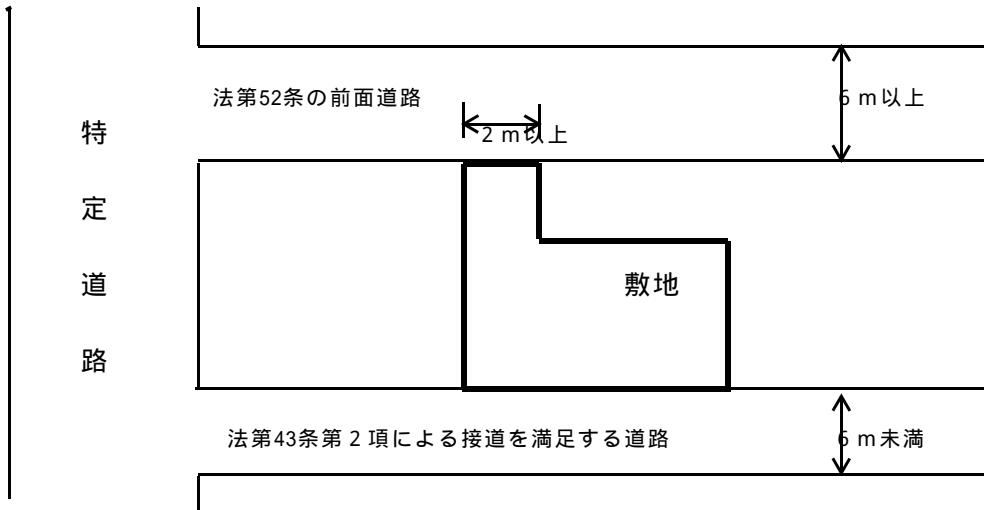 法第52条の前面道路
6 m以上
2 m以上
特定道路
敷地
法第43条第2項による接道を満足する道路
6 m未満